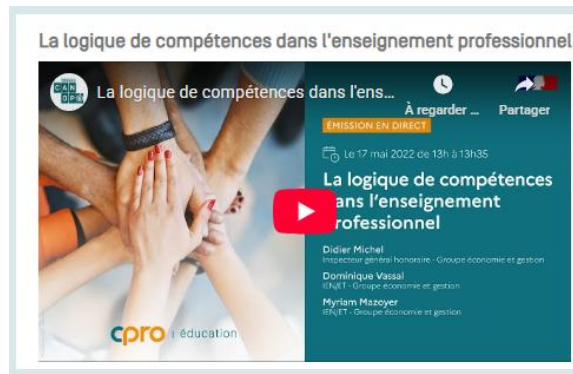 La logique de compétences dans l'enseignement professionnel
La logique de compétences dans l'ens...
À regarder ...
Partager
ÉMISSION EN DIRECT
Le 17 mai 2022 de 13h à 13h35
La logique de compétences
dans l'enseignement
professionnel
Didier Michel
Inspecteur général honoraire - Groupe économie et gestion
Dominique Vassal
IEN/ET - Groupe économie et gestion
Myriam Mazoyer
IEN/ET - Groupe économie et gestion
cpro | éducation